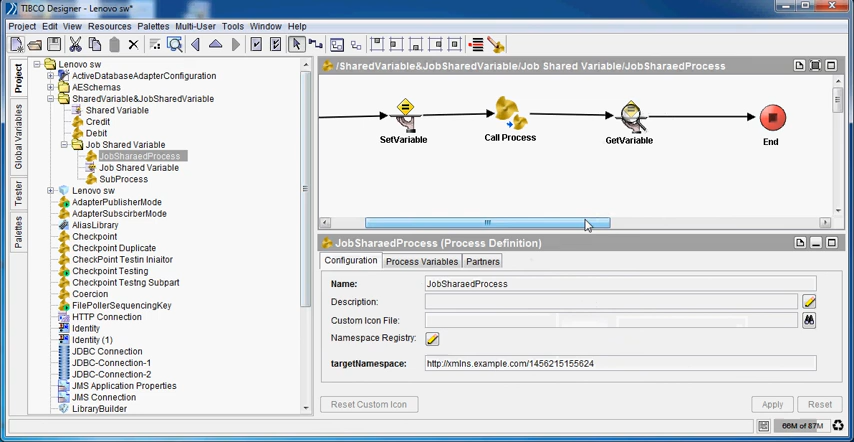 TIBCO Designer - Lenovo sw*
Project Edit View Resources Palettes Multi-User Tools Window Help
Project
Global Variables
Tester
Palettes
Lenovo sw
ActiveDatabaseAdapterConfiguration
AESchemas
SharedVariable&JobSharedVariable
Shared Variable
Credit
Debit
Job Shared Variable
JobSharaedProcess
Job Shared Variable
SubProcess
Lenovo sw
AdapterPublisherMode
AdapterSubscirberMode
AliasLibrary
Checkpoint
Checkpoint Duplicate
CheckPoint Testin Iniaitor
Checkpoint Testing
Checkpoint Testng Subpart
Coercion
FilePollerSequencingKey
HTTP Connection
Identity
Identity (1)
JDBC Connection
JDBC-Connection-1
JDBC-Connection-2
JMS Application Properties
JMS Connection
LibraryBuilder
/SharedVariable&JobSharedVariable/Job Shared Variable/JobSharaedProcess
SetVariable
Call Process
GetVariable
End
JobSharaedProcess (Process Definition)
Configuration Process Variables Partners
Name: JobSharaedProcess
Description:
Custom Icon File:
Namespace Registry:
targetNamespace: http://xmlns.example.com/1456215155624
Reset Custom Icon Apply Reset
66M of 87M